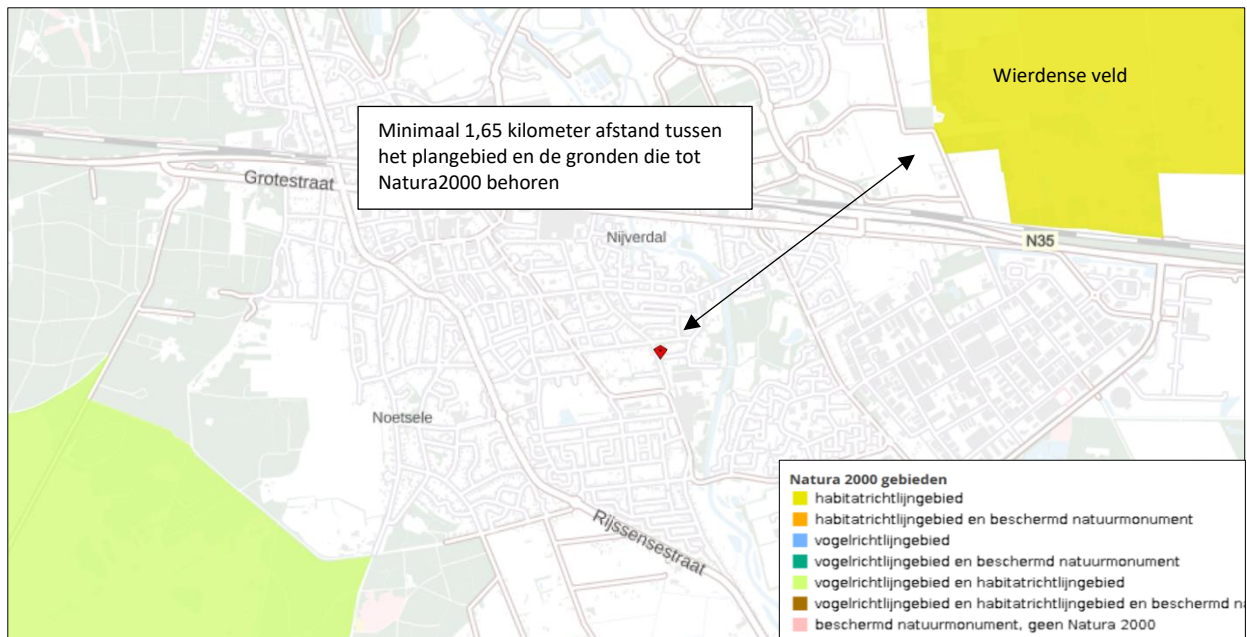 Wierdense veld
Minimaal 1,65 kilometer afstand tussen
het plangebied en de gronden die tot
Natura2000 behoren
Grotestraat
Nijverdal
N35
Noetsele
Rijssensestraat
Natura 2000 gebieden
habitatrichtlijngebied
habitatrichtlijngebied en beschermd natuurmonument
vogelrichtlijngebied
vogelrichtlijngebied en beschermd natuurmonument
vogelrichtlijngebied en habitatrichtlijngebied
vogelrichtlijngebied en habitatrichtlijngebied en beschermd na
beschermd natuurmonument, geen Natura 2000